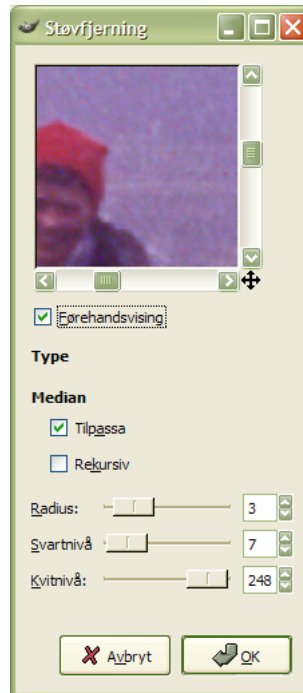 Støvfjerning
Førehandsvising
Type
Median
Tilpassa
Rekursiv
Radius: 3
Svartnivå 7
Kvitnivå: 248
Avbryt OK